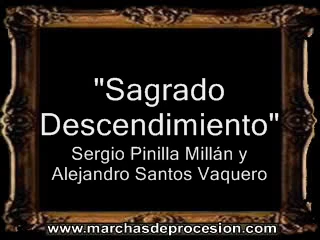 "Sagrado
Descendimiento"
Sergio Pinilla Millán y
Alejandro Santos Vaquero
www.marchasdeprocesion.com